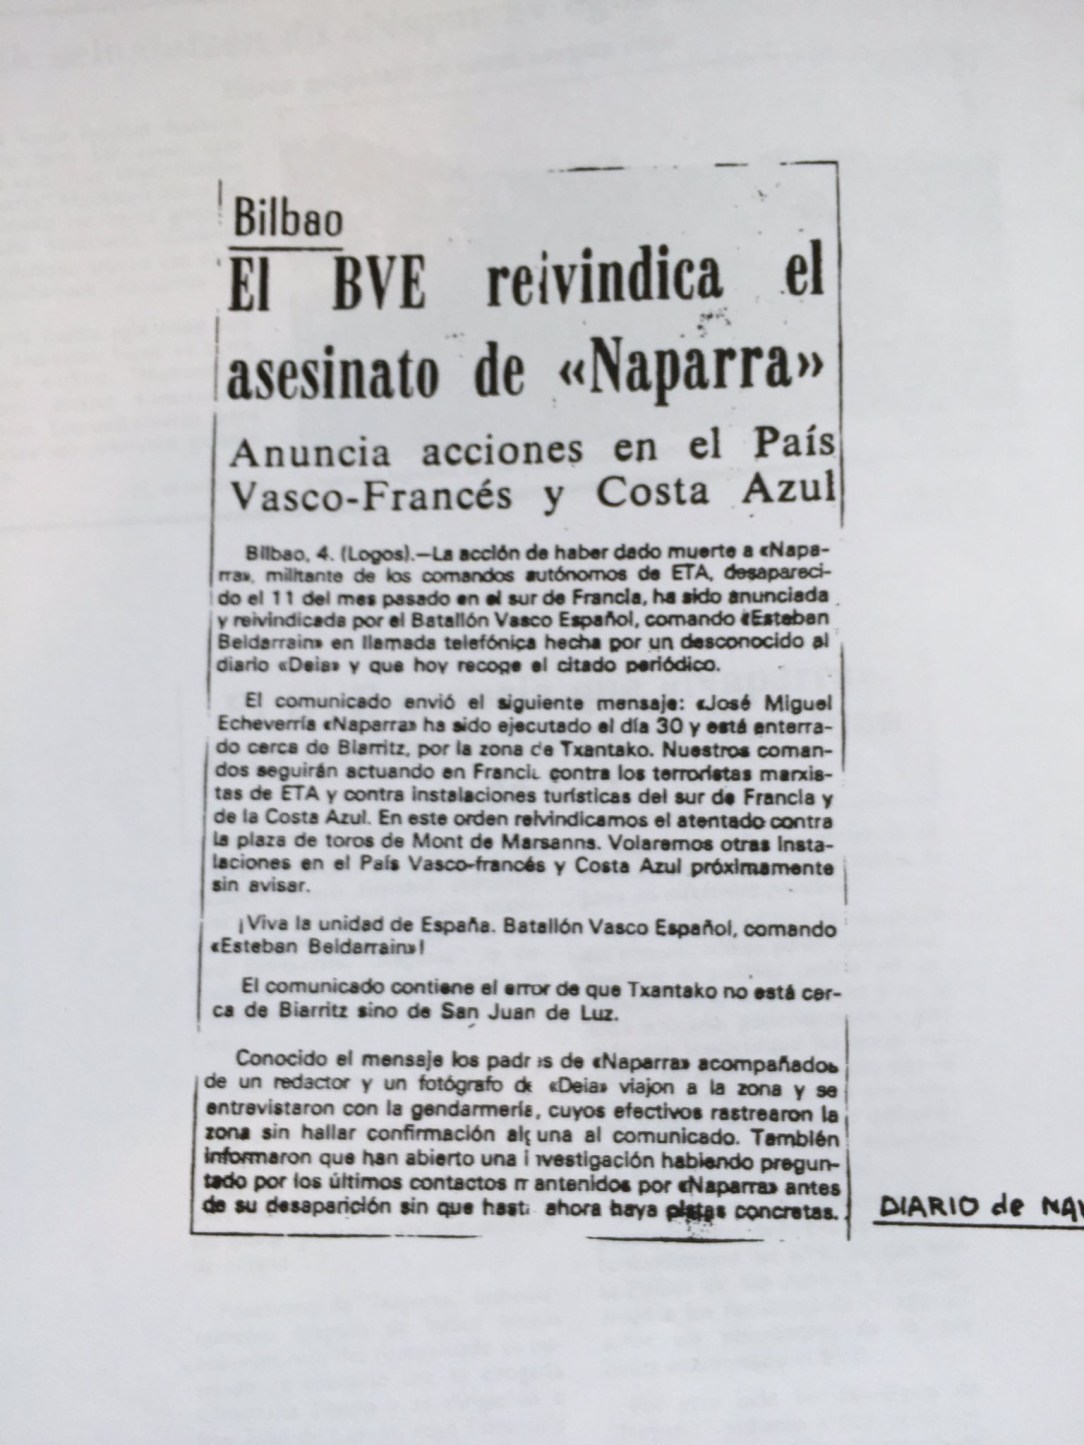 Bilbao
El BVE reivindica el
asesinato de «Naparra»
Anuncia acciones en el País
Vasco-Francés y Costa Azul
Bilbao, 4. (Logos).—La acción de haber dado muerte a «Napa-
rra», militante de los comandos autónomos de ETA, desapareci-
do el 11 del mes pasado en el sur de Francia, ha sido anunciada
y reivindicada por el Batallón Vasco Español, comando «Esteban
Beldarrain» en llamada telefónica hecha por un desconocido al
diario «Deia» y que hoy recoge el citado periódico.
El comunicado envió el siguiente mensaje: «José Miguel
Echeverría «Naparra» ha sido ejecutado el día 30 y está enterra-
do cerca de Biarritz, por la zona de Txantako. Nuestros coman-
dos seguirán actuando en Francia contra los terroristas marxis-
tas de ETA y contra instalaciones turísticas del sur de Francia y
de la Costa Azul. En este orden reivindicamos el atentado contra
la plaza de toros de Mont de Marsanns. Volaremos otras insta-
laciones en el País Vasco-francés y Costa Azul próximamente
sin avisar.
¡Viva la unidad de España. Batallón Vasco Español, comando
«Esteban Beldarrain»!
El comunicado contiene el error de que Txantako no está cer-
ca de Biarritz sino de San Juan de Luz.
Conocido el mensaje los padres de «Naparra» acompañados
de un redactor y un fotógrafo de «Deia» viajon a la zona y se
entrevistaron con la gendarmería, cuyos efectivos rastrearon la
zona sin hallar confirmación alguna al comunicado. También
informaron que han abierto una investigación habiendo pregun-
tado por los últimos contactos mantenidos por «Naparra» antes
de su desaparición sin que hasta ahora haya pistas concretas.
DIARIO de NAV